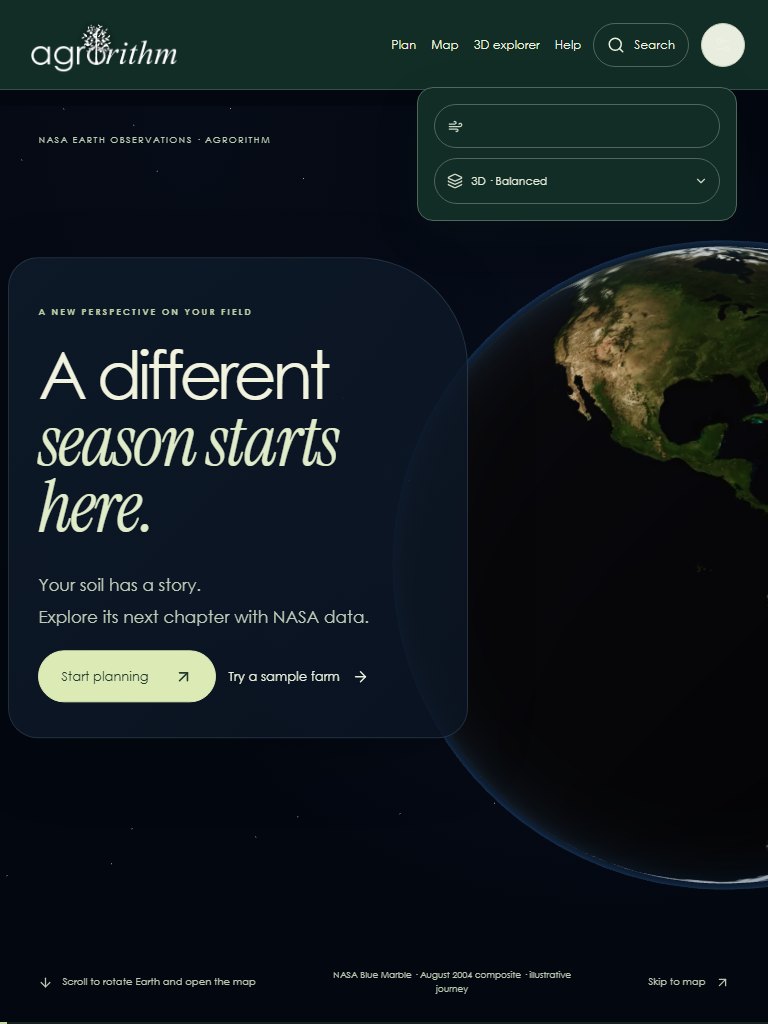 agrorithm
Plan
Map
3D explorer
Help
Search
NASA EARTH OBSERVATIONS · AGRORITHM
3D · Balanced
A NEW PERSPECTIVE ON YOUR FIELD
A different
season starts
here.
Your soil has a story.
Explore its next chapter with NASA data.
Start planning
Try a sample farm
Scroll to rotate Earth and open the map
NASA Blue Marble · August 2004 composite · illustrative
journey
Skip to map